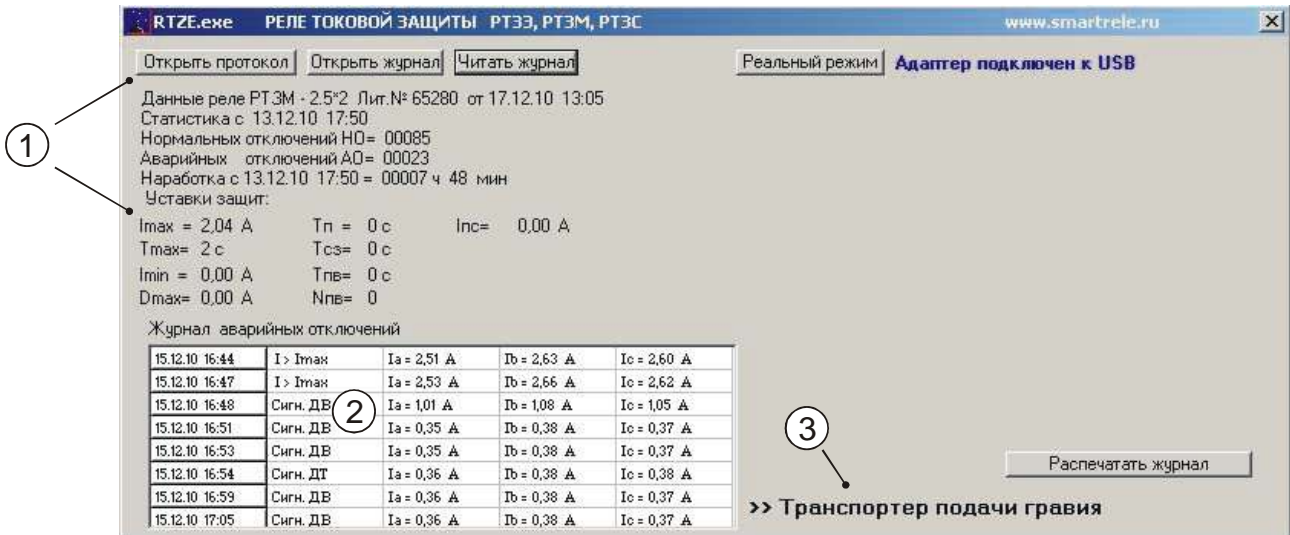 RTZE.exe РЕЛЕ ТОКОВОЙ ЗАЩИТЫ РТЗЭ, РТЗМ, РТЗС www.smartrele.ru
Открыть протокол Открыть журнал Читать журнал Реальный режим Адаптер подключен к USB
Данные реле РТЗМ - 2.5*2 Лит.№ 65280 от 17.12.10 13:05
Статистика с 13.12.10 17:50
Нормальных отключений НО= 00085
1
Аварийных отключений АО= 00023
Наработка с 13.12.10 17:50 = 00007 ч 48 мин
Уставки защит:
Imax = 2,04 А Тп = 0 с Iпс= 0,00 А
Tmax= 2 с Тсз= 0 с
Imin = 0,00 А Тпв= 0 с
Dmax= 0,00 А Nпв= 0
Журнал аварийных отключений
15.12.10 16:44 I > Imax Ia = 2,51 А Ib = 2,63 А Ic = 2,60 А
15.12.10 16:47 I > Imax Ia = 2,53 А Ib = 2,66 А Ic = 2,62 А
15.12.10 16:48 Сигн. ДВ 2 Ia = 1,01 А Ib = 1,08 А Ic = 1,05 А
15.12.10 16:51 Сигн. ДВ Ia = 0,35 А Ib = 0,38 А Ic = 0,37 А
3
15.12.10 16:53 Сигн. ДВ Ia = 0,35 А Ib = 0,38 А Ic = 0,37 А
15.12.10 16:54 Сигн. ДТ Ia = 0,36 А Ib = 0,38 А Ic = 0,38 А
Распечатать журнал
15.12.10 16:59 Сигн. ДВ Ia = 0,36 А Ib = 0,38 А Ic = 0,37 А
>> Транспортер подачи гравия
15.12.10 17:05 Сигн. ДВ Ia = 0,36 А Ib = 0,38 А Ic = 0,37 А